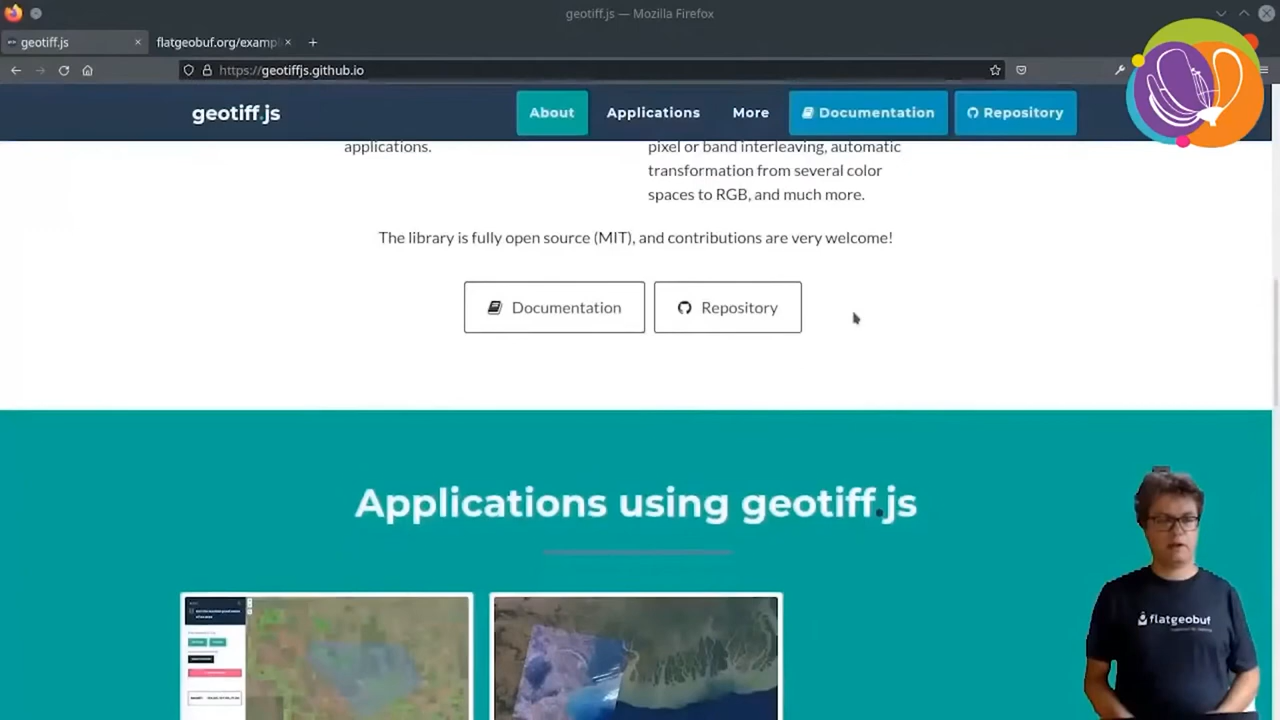 geotiff.js — Mozilla Firefox
geotiff.js
flatgeobuf.org/exampl
https://geotiffjs.github.io
geotiff.js
About
Applications
More
Documentation
Repository
applications.
pixel or band interleaving, automatic
transformation from several color
spaces to RGB, and much more.
The library is fully open source (MIT), and contributions are very welcome!
Documentation
Repository
Applications using geotiff.js
flatgeobuf